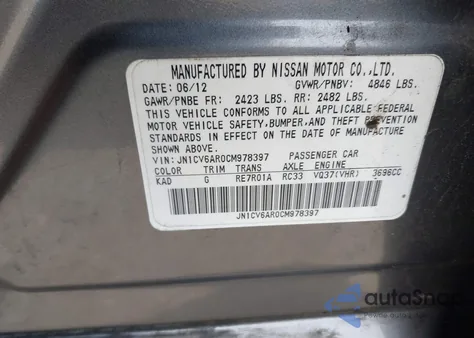 MANUFACTURED BY NISSAN MOTOR CO.,LTD.
DATE: 06/12 GVWR/PNBV: 4846 LBS.
GAWR/PNBE FR: 2423 LBS. RR: 2482 LBS.
THIS VEHICLE CONFORMS TO ALL APPLICABLE FEDERAL
MOTOR VEHICLE SAFETY, BUMPER, AND THEFT PREVENTION
STANDARDS IN EFFECT ON THE DATE OF MANUFACTURE
SHOWN ABOVE.
VIN: JN1CV6AR0CM978397 PASSENGER CAR
COLOR TRIM TRANS AXLE ENGINE
KAD G RE7R01A RC33 VQ37(VHR) 3696CC
JN1CV6AR0CM978397
autoSnap